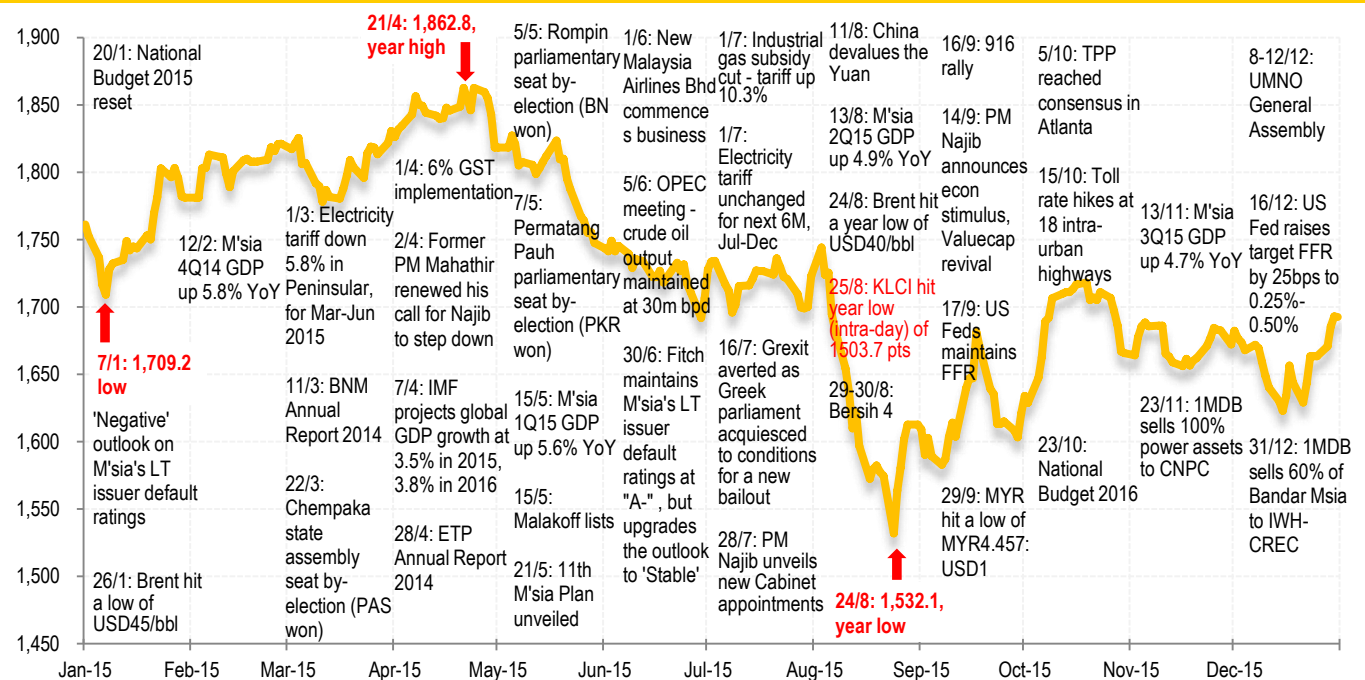 1,900
1,850
1,800
1,750
1,700
1,650
1,600
1,550
1,500
1,450
20/1: National
Budget 2015
reset
7/1: 1,709.2
low
'Negative'
outlook on
M'sia's LT
issuer default
ratings
26/1: Brent hit
a low of
USD45/bbl
12/2: M'sia
4Q14 GDP
up 5.8% YoY
1/3: Electricity
tariff down
5.8% in
Peninsular,
for Mar-Jun
2015
11/3: BNM
Annual
Report 2014
22/3:
Chempaka
state
assembly
seat by-
election (PAS
won)
21/4: 1,862.8,
year high
1/4: 6% GST
implementation
2/4: Former
PM Mahathir
renewed his
call for Najib
to step down
7/4: IMF
projects global
GDP growth at
3.5% in 2015,
3.8% in 2016
28/4: ETP
Annual Report
2014
5/5: Rompin
parliamentary
seat by-
election (BN
won)
7/5:
Permatang
Pauh
parliamentary
seat by-
election (PKR
won)
15/5: M'sia
1Q15 GDP
up 5.6% YoY
15/5:
Malakoff lists
21/5: 11th
M'sia Plan
unveiled
1/6: New
Malaysia
Airlines Bhd
commence
s business
5/6: OPEC
meeting -
crude oil
output
maintained
at 30m bpd
30/6: Fitch
maintains
M'sia's LT
issuer
default
ratings at
"A-" , but
upgrades
the outlook
to 'Stable'
1/7: Industrial
gas subsidy
cut - tariff up
10.3%
1/7:
Electricity
tariff
unchanged
for next 6M,
Jul-Dec
16/7: Grexit
averted as
Greek
parliament
acquiesced
to conditions
for a new
bailout
28/7: PM
Najib unveils
new Cabinet
appointments
11/8: China
devalues the
Yuan
13/8: M'sia
2Q15 GDP
up 4.9% YoY
24/8: Brent hit
a year low of
USD40/bbl
25/8: KLCI hit
year low
(intra-day) of
1503.7 pts
29-30/8:
Bersih 4
24/8: 1,532.1,
year low
16/9: 916
rally
14/9: PM
Najib
announces
econ
stimulus,
Valuecap
revival
17/9: US
Feds
maintains
FFR
29/9: MYR
hit a low of
MYR4.457:
USD1
5/10: TPP
reached
consensus in
Atlanta
15/10: Toll
rate hikes at
18 intra-
urban
highways
23/10:
National
Budget 2016
13/11: M'sia
3Q15 GDP
up 4.7% YoY
23/11: 1MDB
sells 100%
power assets
to CNPC
8-12/12:
UMNO
General
Assembly
16/12: US
Fed raises
target FFR
by 25bps to
0.25%-
0.50%
31/12: 1MDB
sells 60% of
Bandar Msia
to IWH-
CREC
Jan-15
Feb-15
Mar-15
Apr-15
May-15
Jun-15
Jul-15
Aug-15
Sep-15
Oct-15
Nov-15
Dec-15